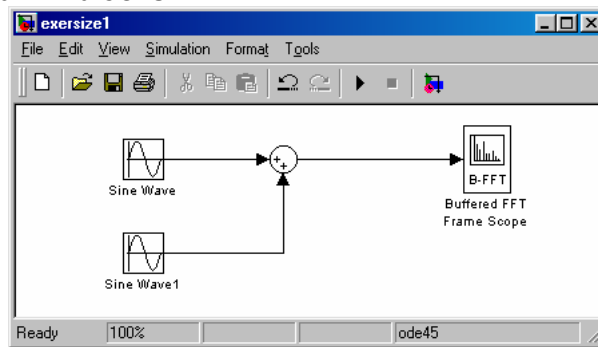 exersize1
File Edit View Simulation Format Tools
+
+
Sine Wave
B-FFT
Buffered FFT
Frame Scope
Sine Wave1
Ready 100% ode45